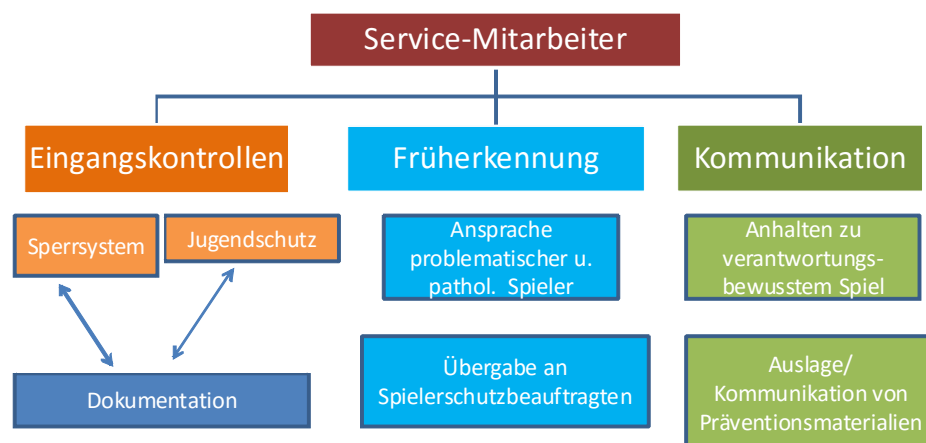 Service-Mitarbeiter
Eingangskontrollen
Früherkennung
Kommunikation
Sperrsystem
Jugendschutz
Dokumentation
Ansprache
problematischer u.
pathol. Spieler
Übergabe an
Spielerschutzbeauftragten
Anhalten zu
verantwortungs-
bewusstem Spiel
Auslage/
Kommunikation von
Präventionsmaterialien